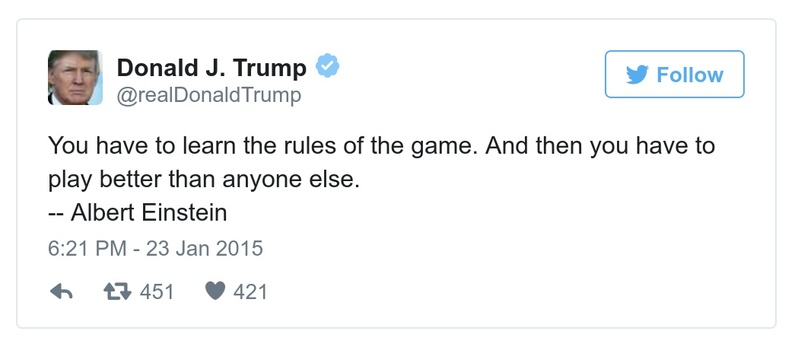 Donald J. Trump
@realDonaldTrump
Follow
You have to learn the rules of the game. And then you have to
play better than anyone else.
-- Albert Einstein
6:21 PM - 23 Jan 2015
451 421